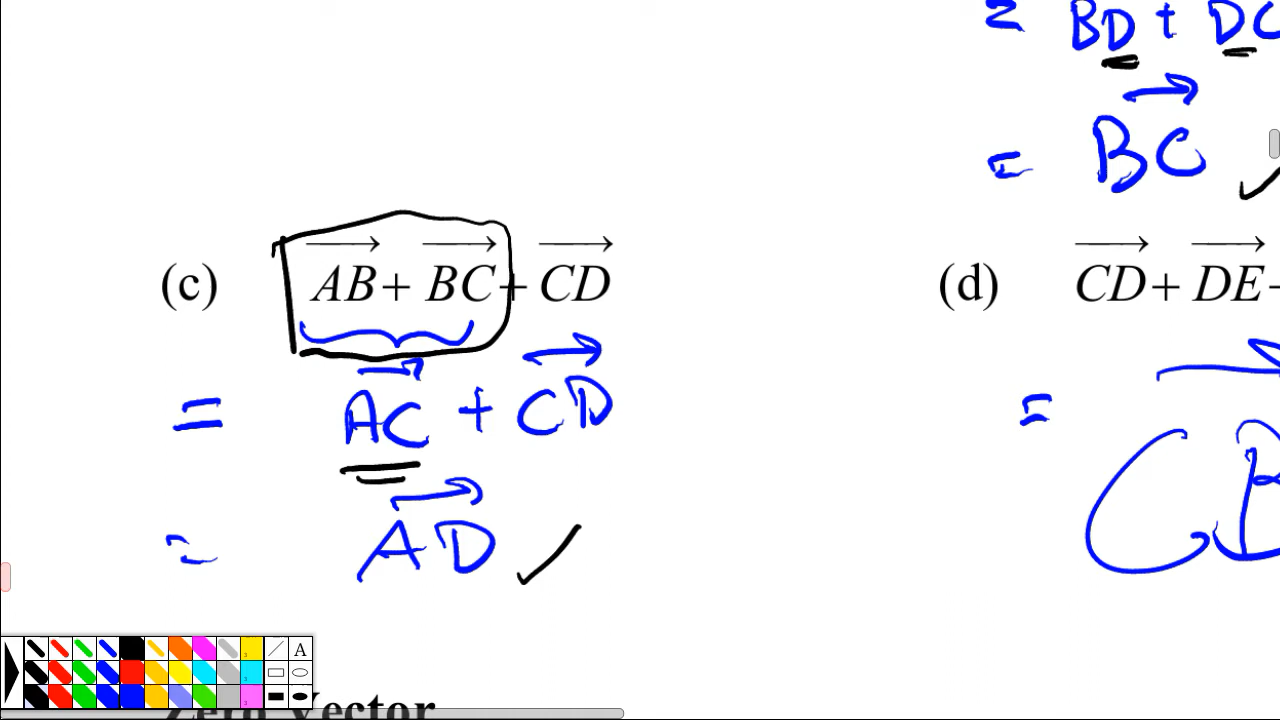 = BD + DC
= BC
(c) AB + BC + CD
= AC + CD
= AD
(d) CD + DE
=
Zero Vector
A